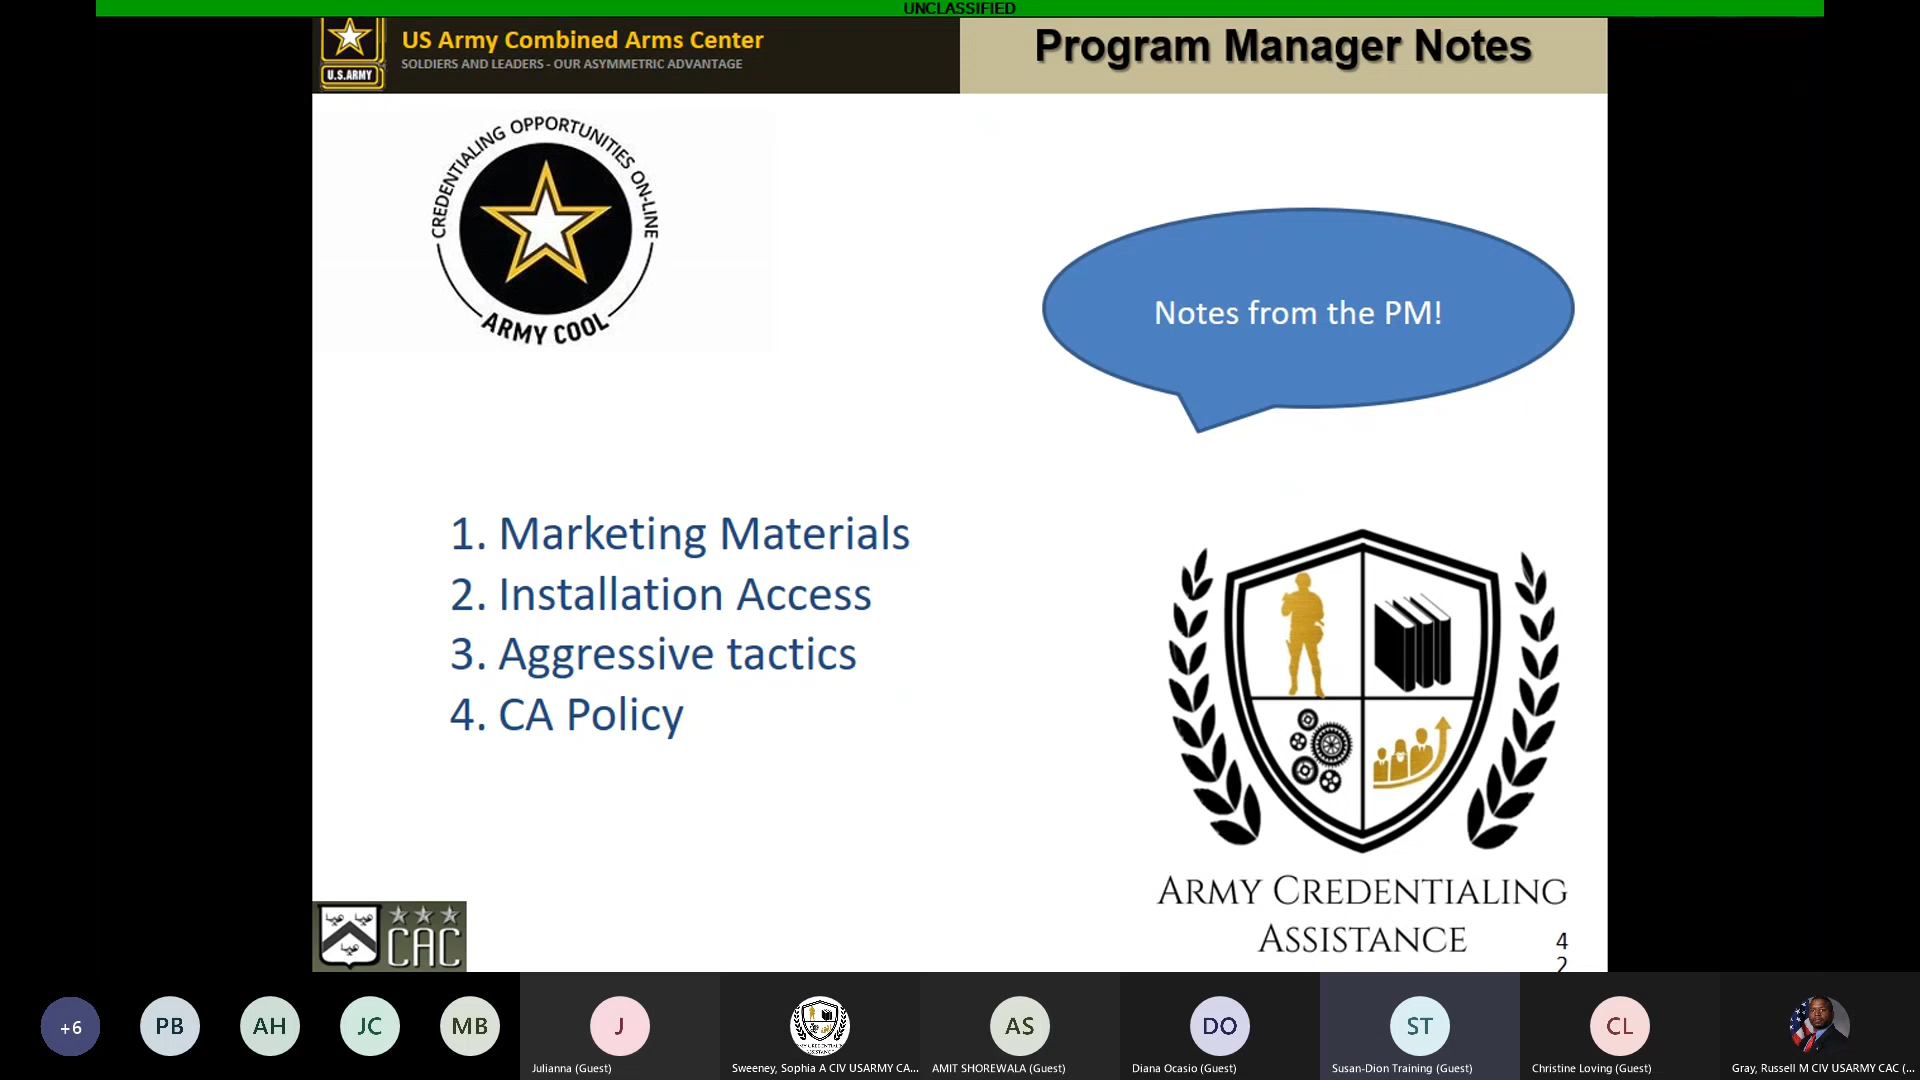 UNCLASSIFIED
U.S.ARMY
US Army Combined Arms Center
SOLDIERS AND LEADERS - OUR ASYMMETRIC ADVANTAGE
Program Manager Notes
CREDENTIALING OPPORTUNITIES ON-LINE
ARMY COOL
Notes from the PM!
1. Marketing Materials
2. Installation Access
3. Aggressive tactics
4. CA Policy
ARMY CREDENTIALING
ASSISTANCE
CAC
4
2
+6
PB
AH
JC
MB
J
AS
DO
ST
CL
Julianna (Guest)
Sweeney, Sophia A CIV USARMY CA...
AMIT SHOREWALA (Guest)
Diana Ocasio (Guest)
Susan-Dion Training (Guest)
Christine Loving (Guest)
Gray, Russell M CIV USARMY CAC (...